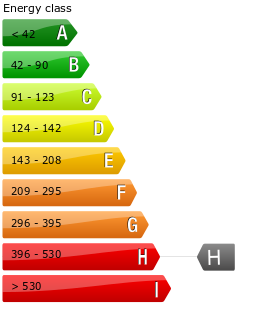 Energy class
< 42 A
42 - 90 B
91 - 123 C
124 - 142 D
143 - 208 E
209 - 295 F
296 - 395 G
396 - 530 H H
> 530 I